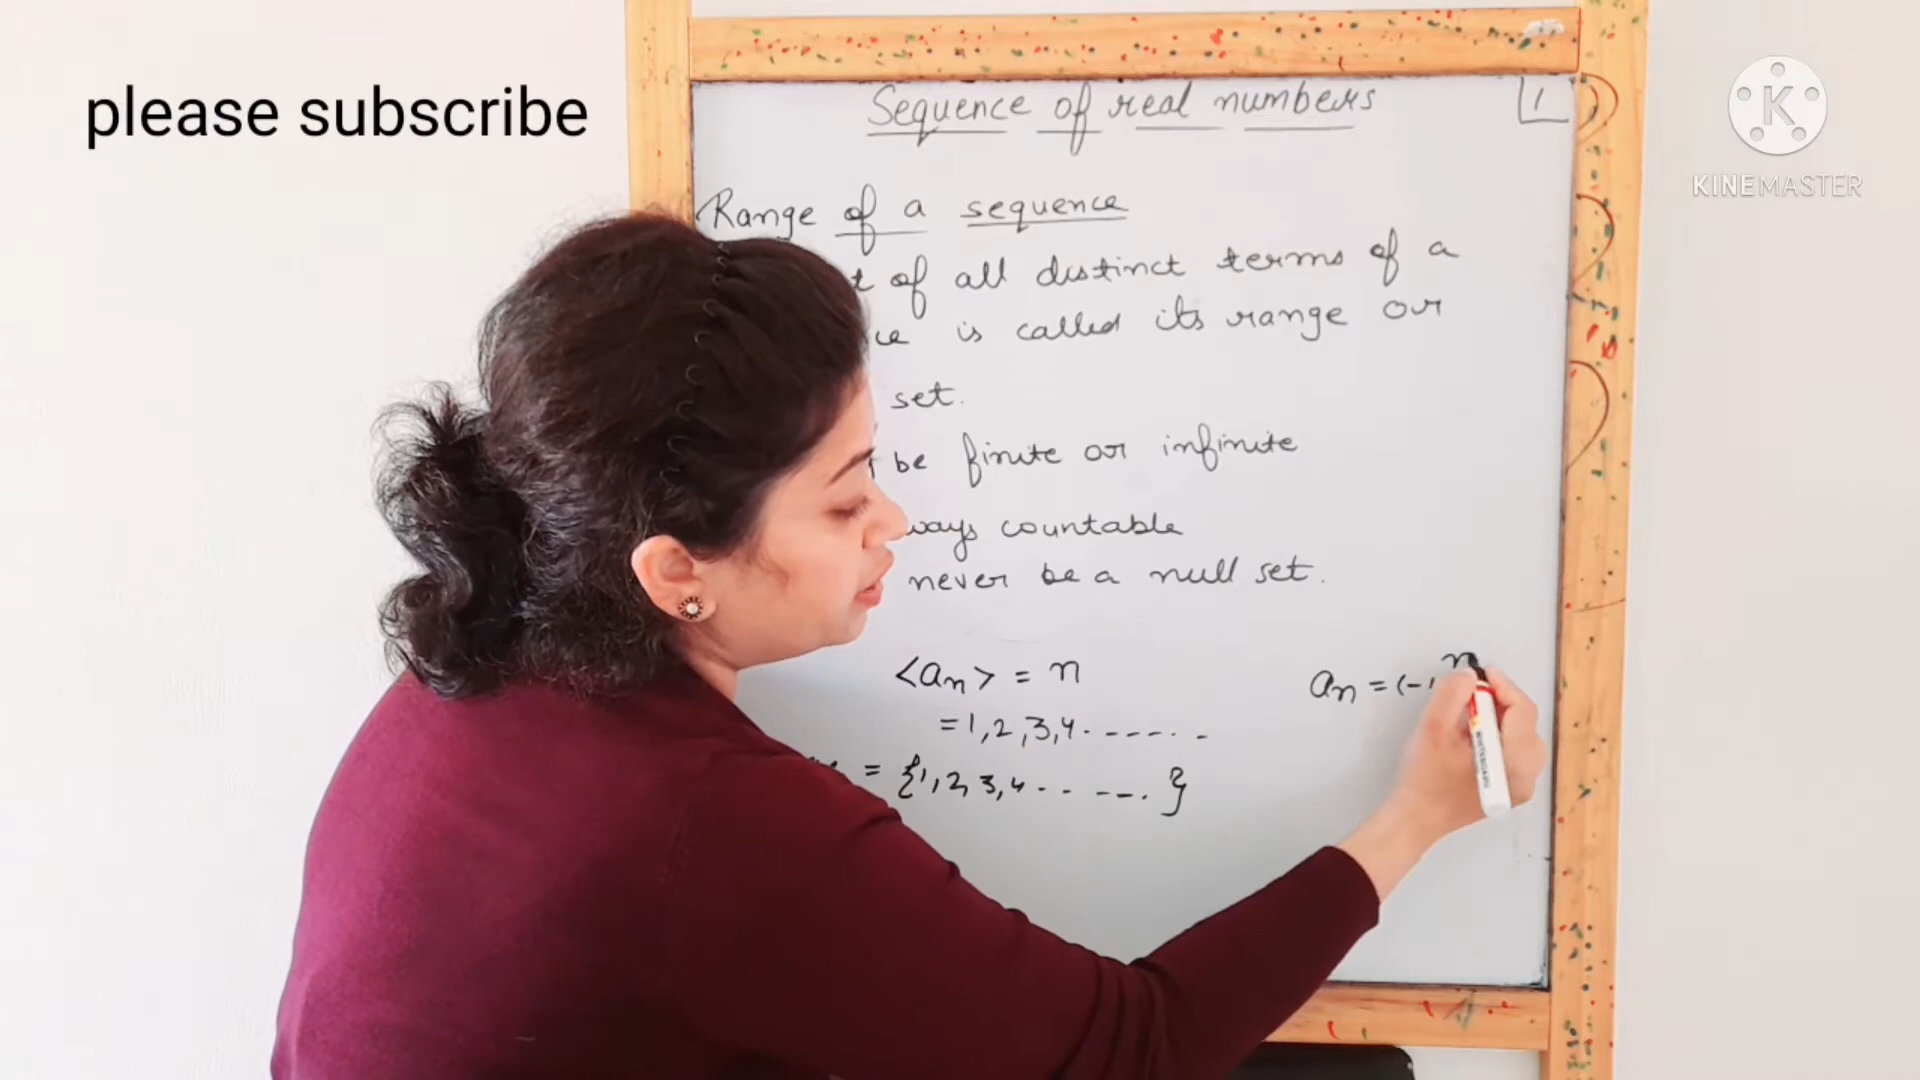 please subscribe
KINEMASTER
Sequence of real numbers
1
Range of a sequence
of all distinct terms of a
is called its range or
set.
be finite or infinite
countable
never be a null set.
<an> = n
an = (-1 n
= 1, 2, 3, 4 . - - - . . -
= {1, 2, 3, 4 . . - - . }